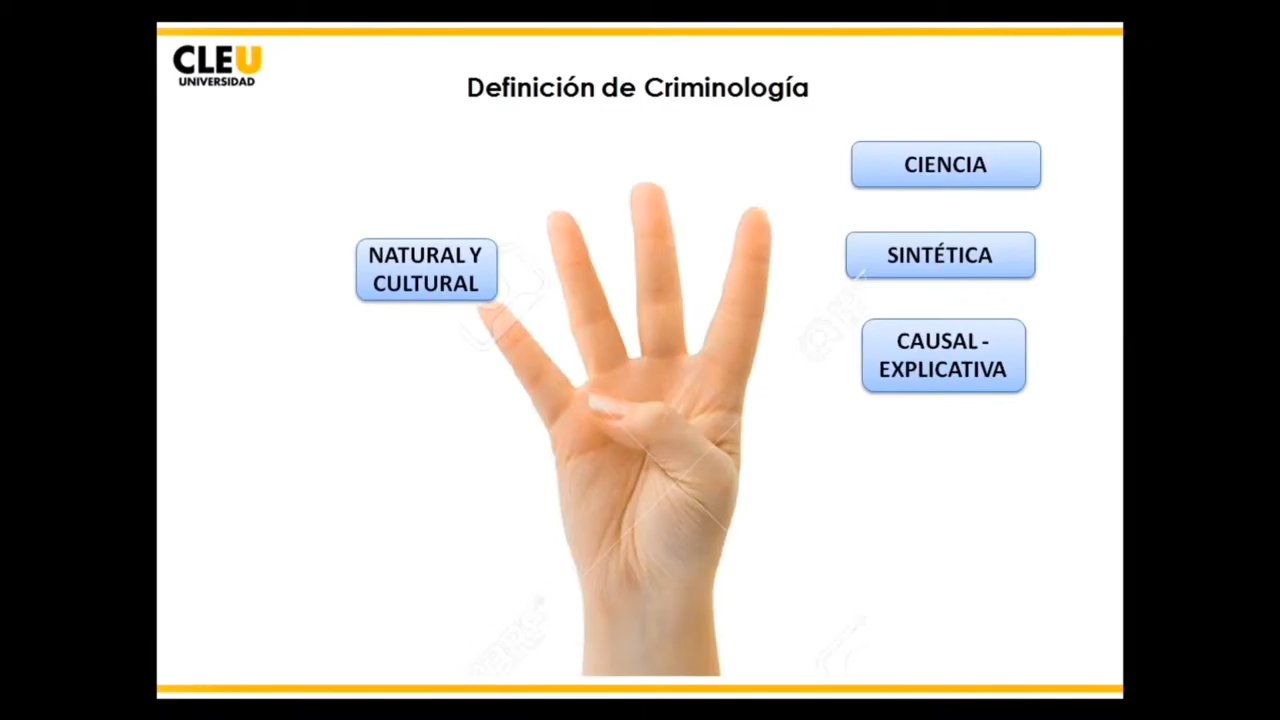 CLEU
UNIVERSIDAD
Definición de Criminología
CIENCIA
NATURAL Y
CULTURAL
SINTÉTICA
CAUSAL -
EXPLICATIVA